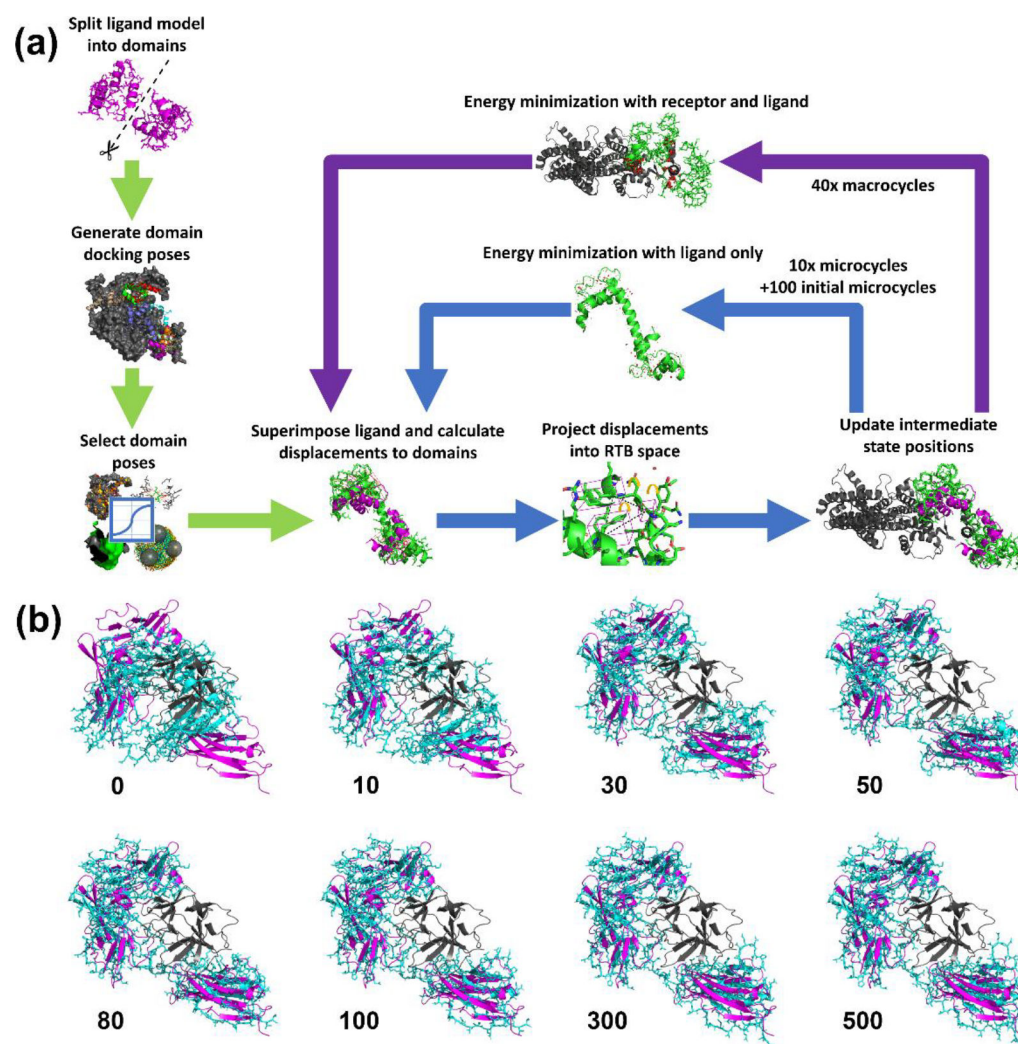 (a)
Split ligand model
into domains
Generate domain
docking poses
Select domain
poses
Energy minimization with receptor and ligand
40x macrocycles
Energy minimization with ligand only
10x microcycles
+100 initial microcycles
Superimpose ligand and calculate
displacements to domains
Project displacements
into RTB space
Update intermediate
state positions
(b)
0
10
30
50
80
100
300
500